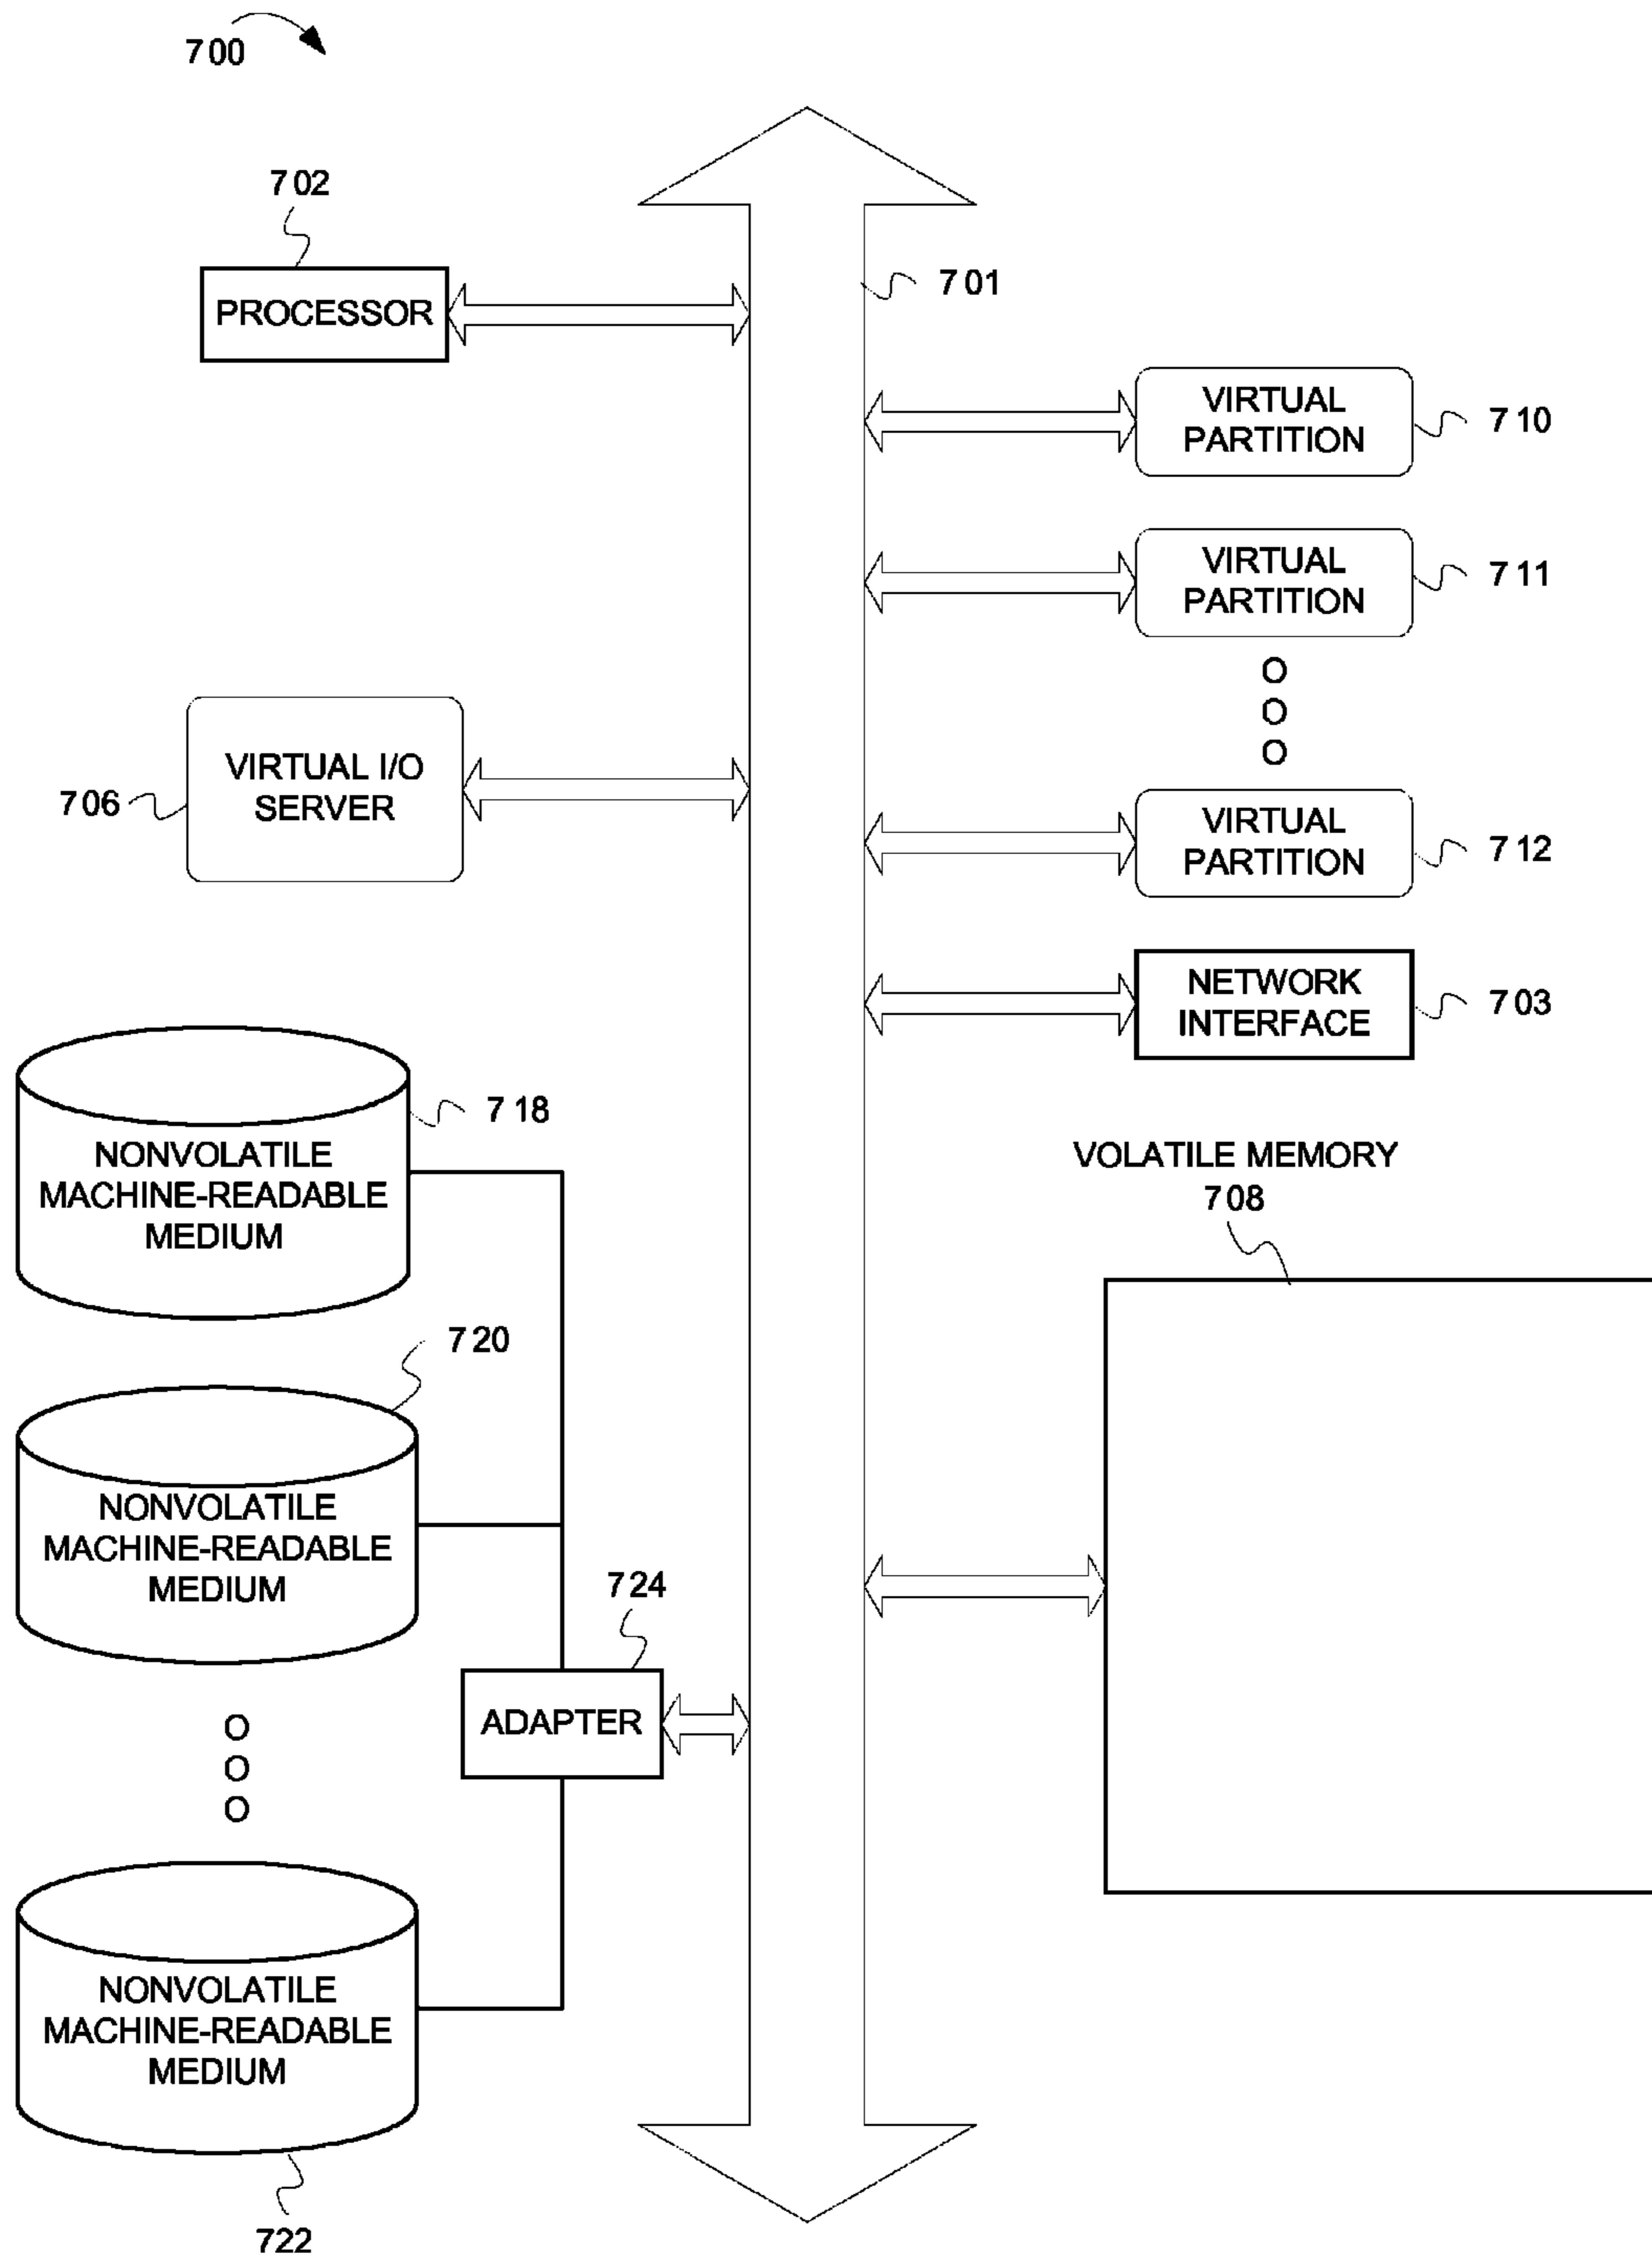 700
702
PROCESSOR
701
VIRTUAL
PARTITION
710
VIRTUAL
PARTITION
711
VIRTUAL I/O
SERVER
706
VIRTUAL
PARTITION
712
NETWORK
INTERFACE
703
718
NONVOLATILE
MACHINE-READABLE
MEDIUM
VOLATILE MEMORY
708
720
NONVOLATILE
MACHINE-READABLE
MEDIUM
724
ADAPTER
NONVOLATILE
MACHINE-READABLE
MEDIUM
722